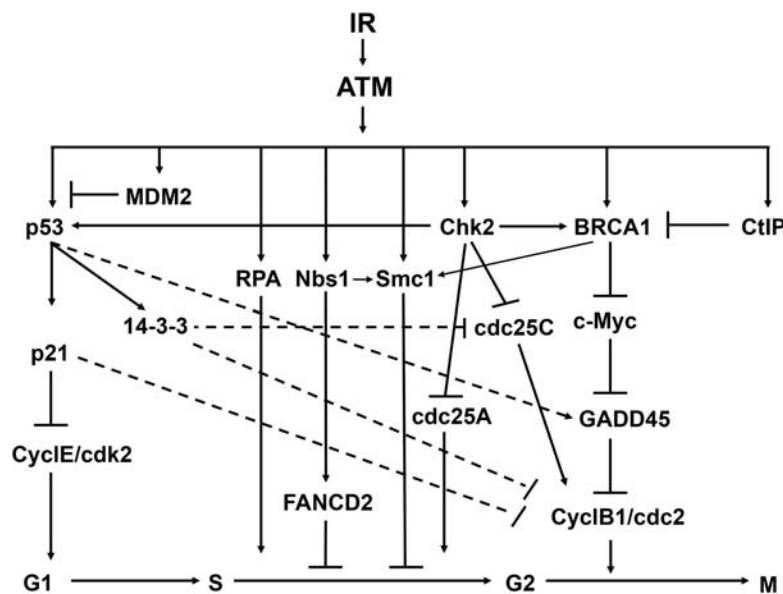 IR
ATM
MDM2
p53 Chk2 BRCA1 CtIP
RPA Nbs1 Smc1
14-3-3 cdc25C c-Myc
p21
cdc25A GADD45
CyclE/cdk2
FANCD2 CyclB1/cdc2
G1 S G2 M